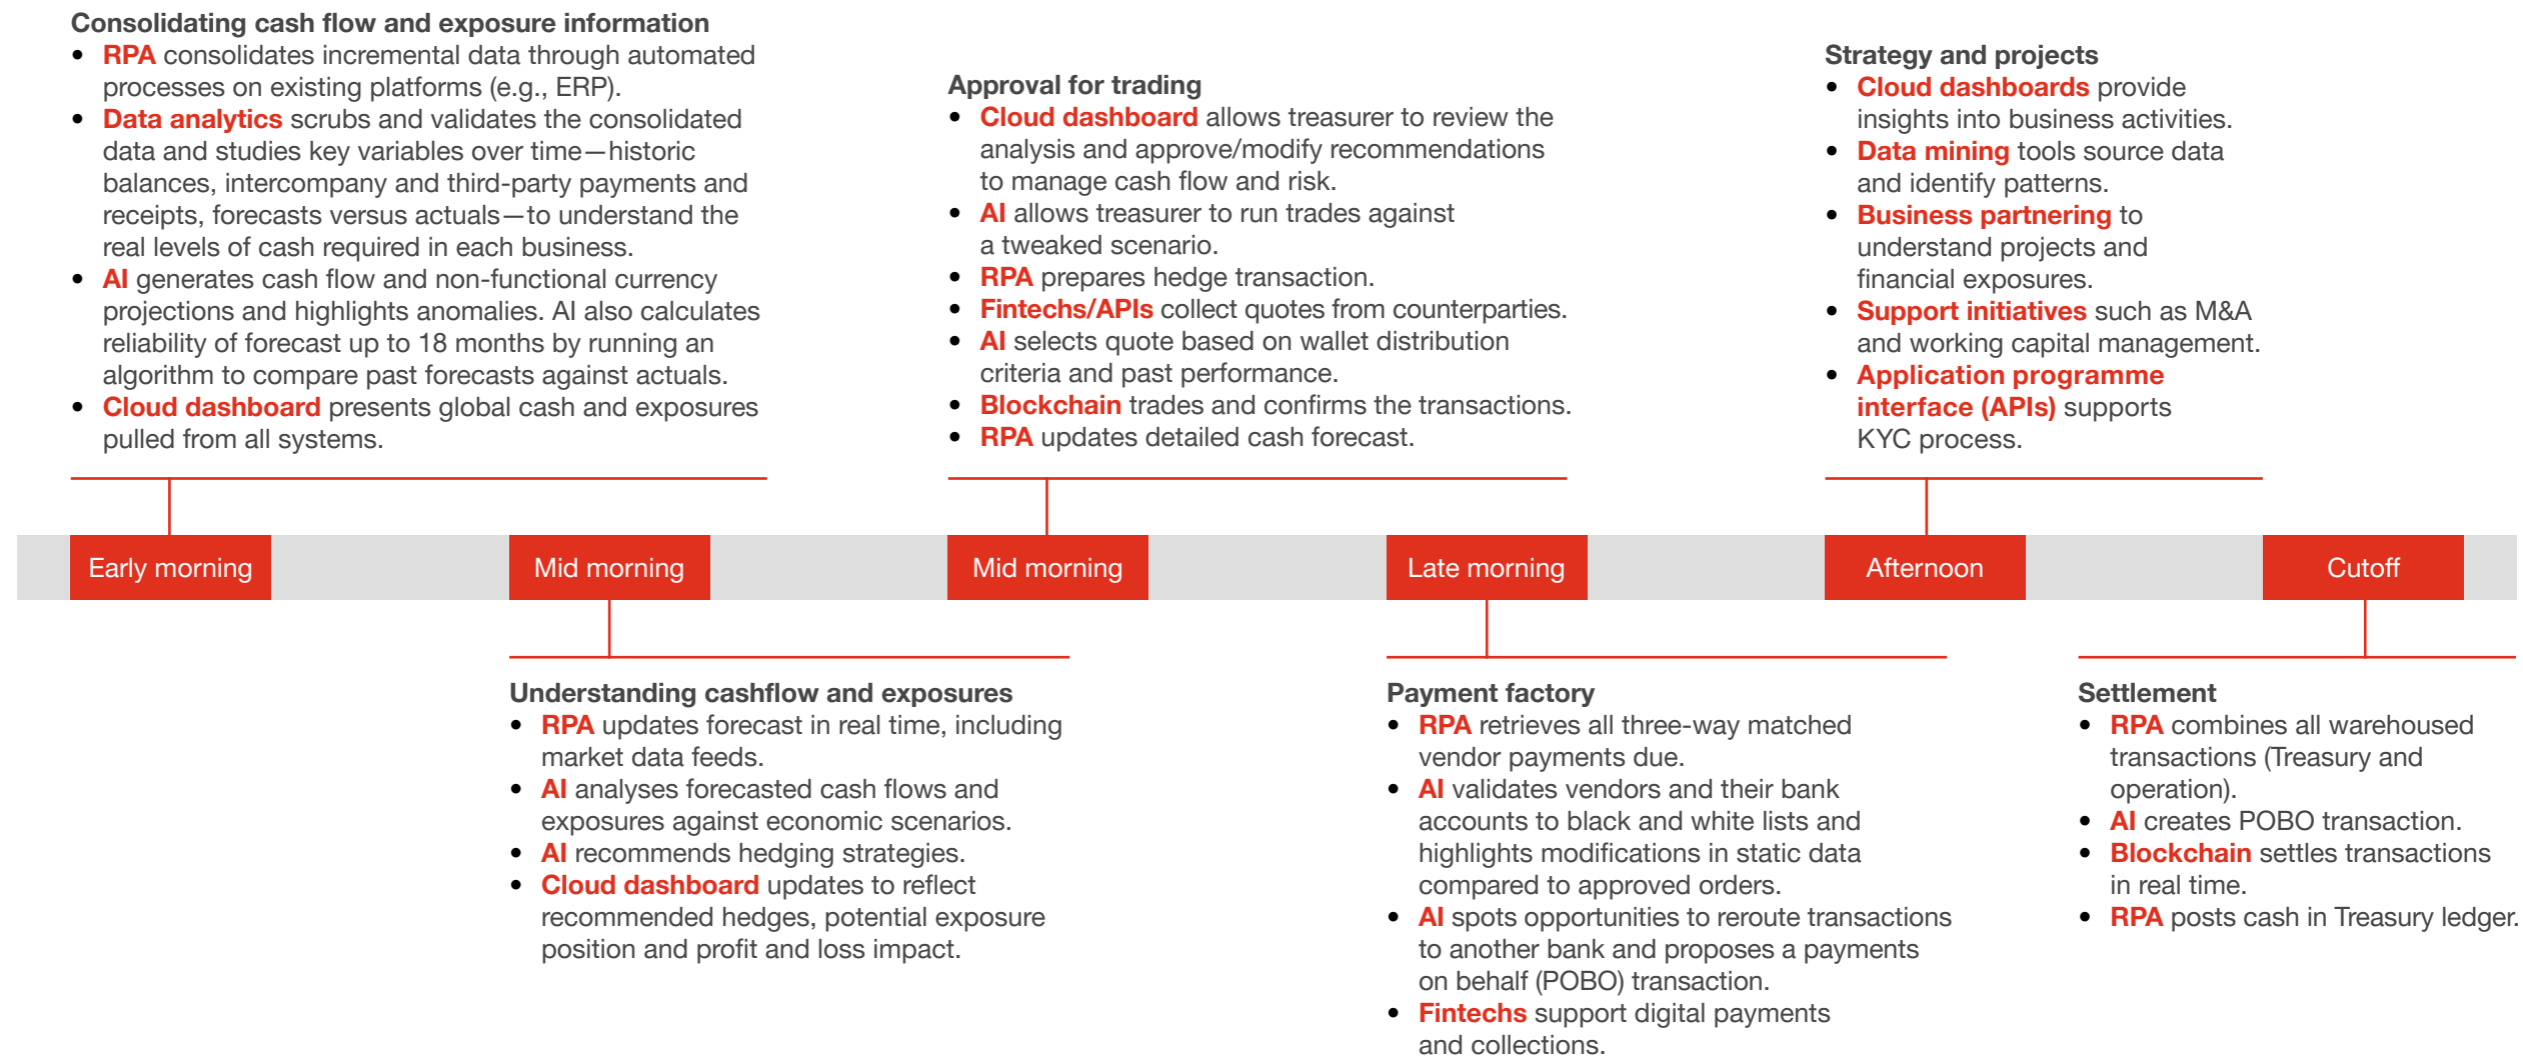 Consolidating cash flow and exposure information
• RPA consolidates incremental data through automated
processes on existing platforms (e.g., ERP).
• Data analytics scrubs and validates the consolidated
data and studies key variables over time—historic
balances, intercompany and third-party payments and
receipts, forecasts versus actuals—to understand the
real levels of cash required in each business.
• AI generates cash flow and non-functional currency
projections and highlights anomalies. AI also calculates
reliability of forecast up to 18 months by running an
algorithm to compare past forecasts against actuals.
• Cloud dashboard presents global cash and exposures
pulled from all systems.
Approval for trading
• Cloud dashboard allows treasurer to review the
analysis and approve/modify recommendations
to manage cash flow and risk.
• AI allows treasurer to run trades against
a tweaked scenario.
• RPA prepares hedge transaction.
• Fintechs/APIs collect quotes from counterparties.
• AI selects quote based on wallet distribution
criteria and past performance.
• Blockchain trades and confirms the transactions.
• RPA updates detailed cash forecast.
Strategy and projects
• Cloud dashboards provide
insights into business activities.
• Data mining tools source data
and identify patterns.
• Business partnering to
understand projects and
financial exposures.
• Support initiatives such as M&A
and working capital management.
• Application programme
interface (APIs) supports
KYC process.
Early morning
Mid morning
Mid morning
Late morning
Afternoon
Cutoff
Understanding cashflow and exposures
• RPA updates forecast in real time, including
market data feeds.
• AI analyses forecasted cash flows and
exposures against economic scenarios.
• AI recommends hedging strategies.
• Cloud dashboard updates to reflect
recommended hedges, potential exposure
position and profit and loss impact.
Payment factory
• RPA retrieves all three-way matched
vendor payments due.
• AI validates vendors and their bank
accounts to black and white lists and
highlights modifications in static data
compared to approved orders.
• AI spots opportunities to reroute transactions
to another bank and proposes a payments
on behalf (POBO) transaction.
• Fintechs support digital payments
and collections.
Settlement
• RPA combines all warehoused
transactions (Treasury and
operation).
• AI creates POBO transaction.
• Blockchain settles transactions
in real time.
• RPA posts cash in Treasury ledger.